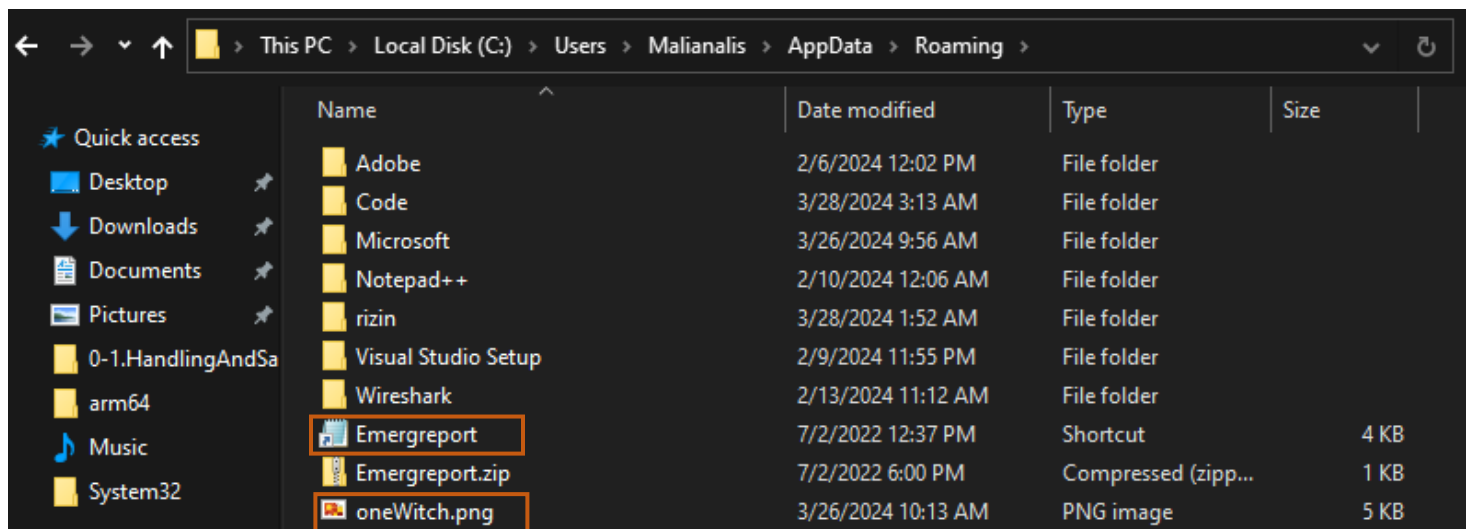 This PC > Local Disk (C:) > Users > Malianalis > AppData > Roaming >
Name Date modified Type Size
Quick access
Desktop
Downloads
Documents
Pictures
0-1.HandlingAndSa
arm64
Music
System32
Adobe 2/6/2024 12:02 PM File folder
Code 3/28/2024 3:13 AM File folder
Microsoft 3/26/2024 9:56 AM File folder
Notepad++ 2/10/2024 12:06 AM File folder
rizin 3/28/2024 1:52 AM File folder
Visual Studio Setup 2/9/2024 11:55 PM File folder
Wireshark 2/13/2024 11:12 AM File folder
Emergreport 7/2/2022 12:37 PM Shortcut 4 KB
Emergreport.zip 7/2/2022 6:00 PM Compressed (zipp... 1 KB
oneWitch.png 3/26/2024 10:13 AM PNG image 5 KB